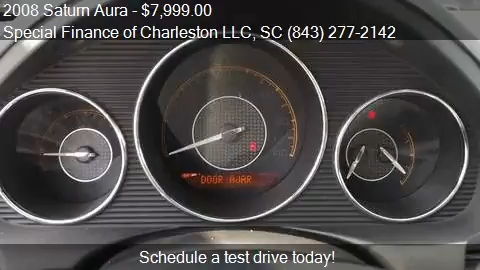 2008 Saturn Aura - $7,999.00
Special Finance of Charleston LLC, SC (843) 277-2142
DOOR AJAR
Schedule a test drive today!